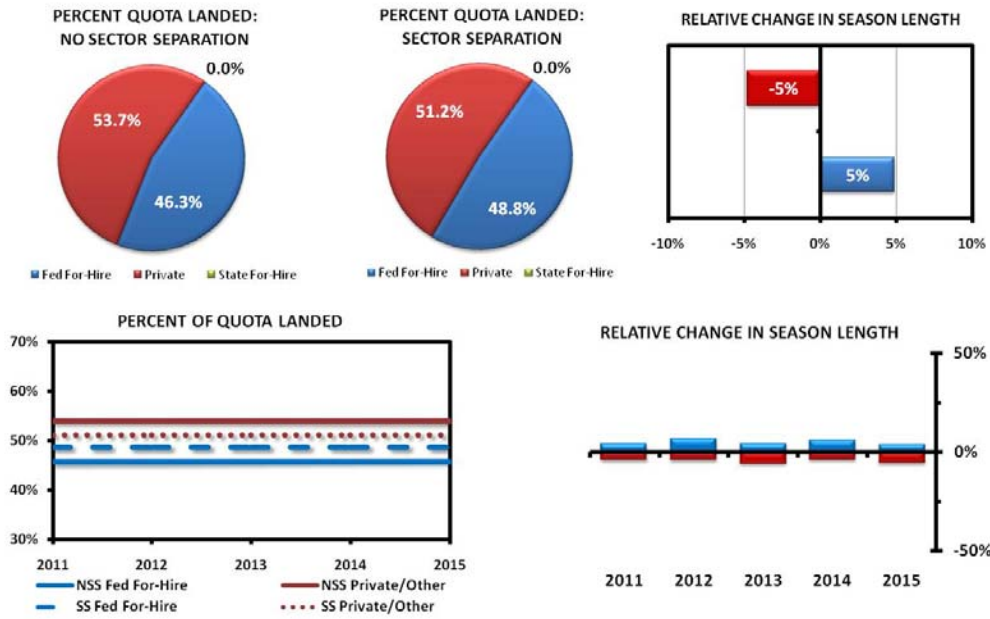 PERCENT QUOTA LANDED:
NO SECTOR SEPARATION
0.0%
53.7%
46.3%
Fed For-Hire Private State For-Hire
PERCENT QUOTA LANDED:
SECTOR SEPARATION
0.0%
51.2%
48.8%
Fed For-Hire Private State For-Hire
RELATIVE CHANGE IN SEASON LENGTH
-5%
5%
-10% -5% 0% 5% 10%
PERCENT OF QUOTA LANDED
70%
60%
50%
40%
30%
2011 2012 2013 2014 2015
NSS Fed For-Hire NSS Private/Other
SS Fed For-Hire SS Private/Other
RELATIVE CHANGE IN SEASON LENGTH
50%
0%
-50%
2011 2012 2013 2014 2015